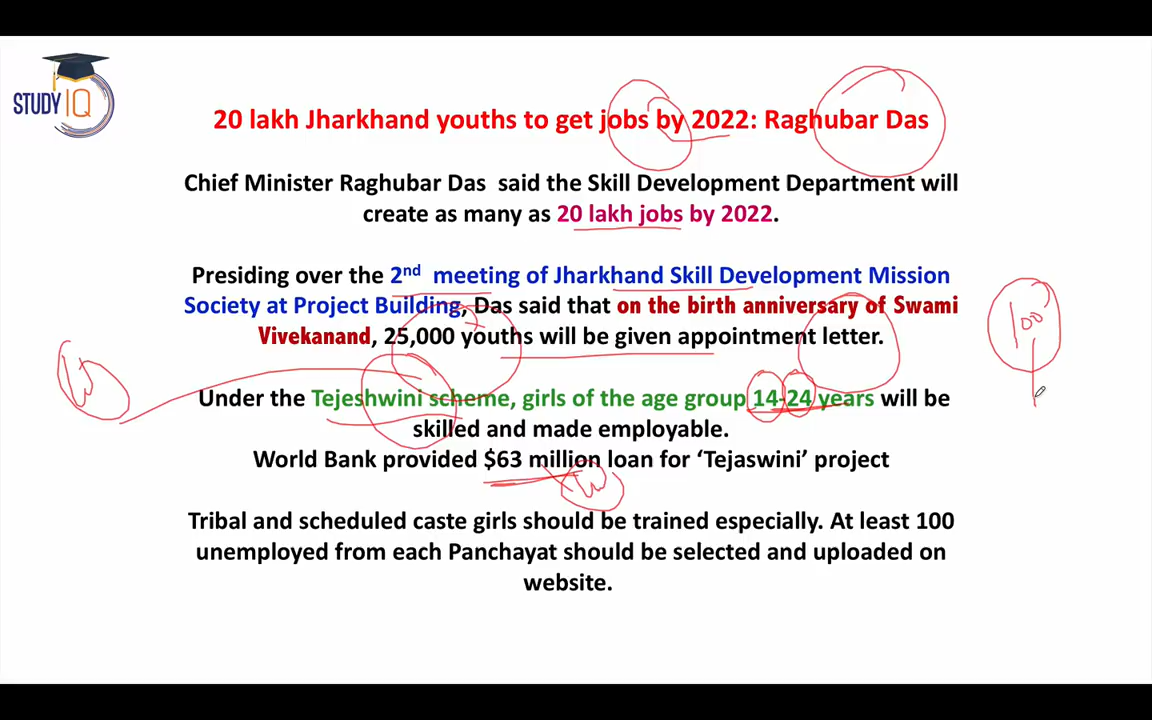 STUDY IQ
20 lakh Jharkhand youths to get jobs by 2022: Raghubar Das
Chief Minister Raghubar Das said the Skill Development Department will
create as many as 20 lakh jobs by 2022.
Presiding over the 2nd meeting of Jharkhand Skill Development Mission
Society at Project Building, Das said that on the birth anniversary of Swami
Vivekanand, 25,000 youths will be given appointment letter.
100
Under the Tejeshwini scheme, girls of the age group 14-24 years will be
skilled and made employable.
World Bank provided $63 million loan for ‘Tejaswini’ project
Tribal and scheduled caste girls should be trained especially. At least 100
unemployed from each Panchayat should be selected and uploaded on
website.